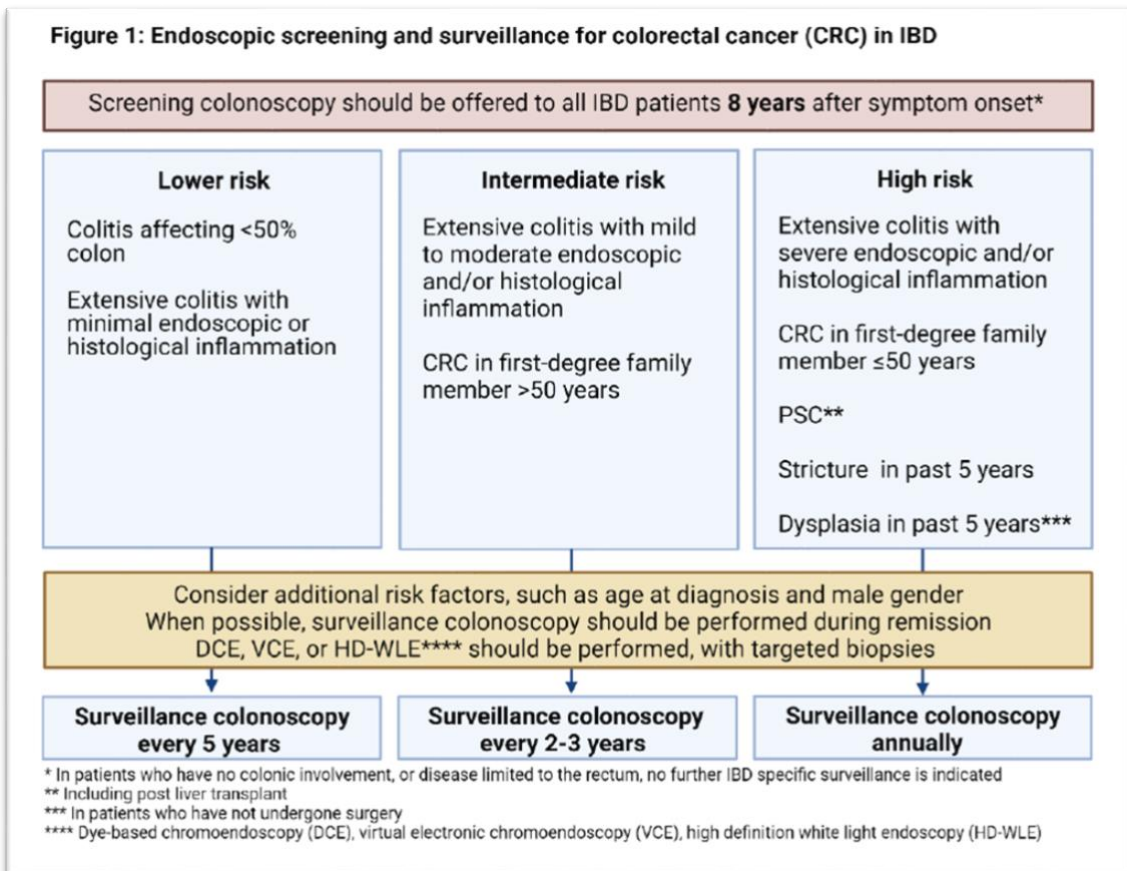 Figure 1: Endoscopic screening and surveillance for colorectal cancer (CRC) in IBD
Screening colonoscopy should be offered to all IBD patients 8 years after symptom onset*
Lower risk
Colitis affecting <50%
colon
Extensive colitis with
minimal endoscopic or
histological inflammation
Intermediate risk
Extensive colitis with mild
to moderate endoscopic
and/or histological
inflammation
CRC in first-degree family
member >50 years
High risk
Extensive colitis with
severe endoscopic and/or
histological inflammation
CRC in first-degree family
member ≤50 years
PSC**
Stricture in past 5 years
Dysplasia in past 5 years***
Consider additional risk factors, such as age at diagnosis and male gender
When possible, surveillance colonoscopy should be performed during remission
DCE, VCE, or HD-WLE**** should be performed, with targeted biopsies
Surveillance colonoscopy
every 5 years
Surveillance colonoscopy
every 2-3 years
Surveillance colonoscopy
annually
* In patients who have no colonic involvement, or disease limited to the rectum, no further IBD specific surveillance is indicated
** Including post liver transplant
*** In patients who have not undergone surgery
**** Dye-based chromoendoscopy (DCE), virtual electronic chromoendoscopy (VCE), high definition white light endoscopy (HD-WLE)